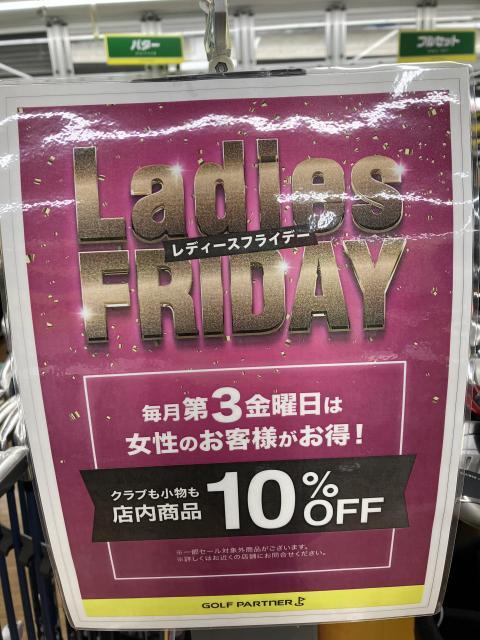 パター
フルセット
Ladies
レディースフライデー
FRIDAY
毎月第3金曜日は
女性のお客様がお得！
クラブも小物も
店内商品
10%OFF
※一部セール対象外商品がございます。
※詳しくはお近くの店舗にお問合せください。
GOLF PARTNER